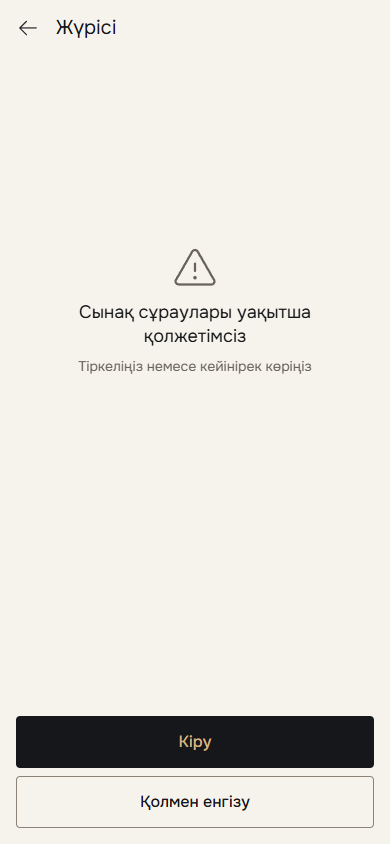 Жүрісі
Сынақ сұраулары уақытша
қолжетімсіз
Тіркеліңіз немесе кейінірек көріңіз
Кіру
Қолмен енгізу